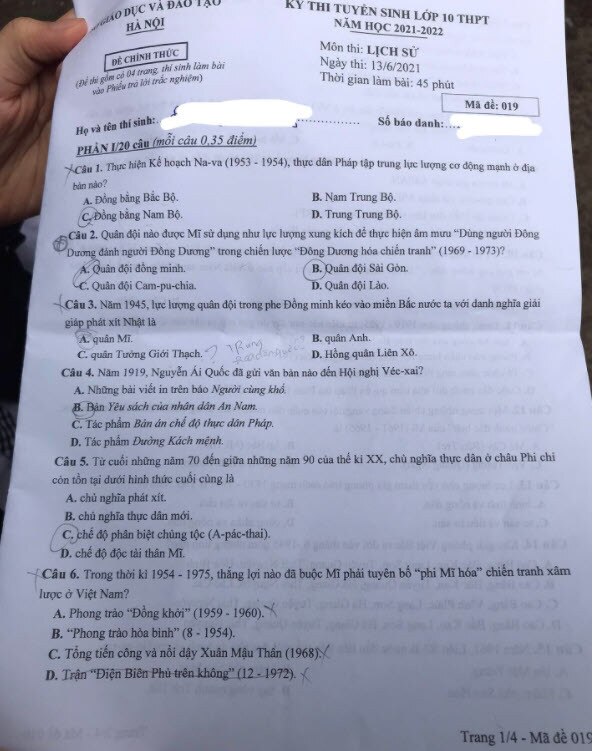 GIÁO DỤC VÀ ĐÀO TẠO
HÀ NỘI
KỲ THI TUYỂN SINH LỚP 10 THPT
NĂM HỌC 2021-2022
ĐỀ CHÍNH THỨC
(Đề thi gồm có 04 trang, thí sinh làm bài
vào Phiếu trả lời trắc nghiệm)
Môn thi: LỊCH SỬ
Ngày thi: 13/6/2021
Thời gian làm bài: 45 phút
Mã đề: 019
Họ và tên thí sinh:
Số báo danh:
PHẦN I/20 câu (mỗi câu 0,35 điểm)
Câu 1. Thực hiện Kế hoạch Na-va (1953 - 1954), thực dân Pháp tập trung lực lượng cơ động mạnh ở địa
bàn nào?
A. Đồng bằng Bắc Bộ. B. Nam Trung Bộ.
C. Đồng bằng Nam Bộ. D. Trung Trung Bộ.
Câu 2. Quân đội nào được Mĩ sử dụng như lực lượng xung kích để thực hiện âm mưu “Dùng người Đông
Dương đánh người Đông Dương” trong chiến lược “Đông Dương hóa chiến tranh” (1969 - 1973)?
A. Quân đội đồng minh. B. Quân đội Sài Gòn.
C. Quân đội Cam-pu-chia. D. Quân đội Lào.
Câu 3. Năm 1945, lực lượng quân đội trong phe Đồng minh kéo vào miền Bắc nước ta với danh nghĩa giải
giáp phát xít Nhật là
A. quân Mĩ. B. quân Anh.
C. quân Tưởng Giới Thạch. ? Trung D. Hồng quân Liên Xô.
Câu 4. Năm 1919, Nguyễn Ái Quốc đã gửi văn bản nào đến Hội nghị Véc-xai?
A. Những bài viết in trên báo Người cùng khổ.
B. Bản Yêu sách của nhân dân An Nam.
C. Tác phẩm Bản án chế độ thực dân Pháp.
D. Tác phẩm Đường Kách mệnh.
Câu 5. Từ cuối những năm 70 đến giữa những năm 90 của thế kỉ XX, chủ nghĩa thực dân ở châu Phi chỉ
còn tồn tại dưới hình thức cuối cùng là
A. chủ nghĩa phát xít.
B. chủ nghĩa thực dân mới.
C. chế độ phân biệt chủng tộc (A-pác-thai).
D. chế độ độc tài thân Mĩ.
Câu 6. Trong thời kì 1954 - 1975, thắng lợi nào đã buộc Mĩ phải tuyên bố “phi Mĩ hóa” chiến tranh xâm
lược ở Việt Nam?
A. Phong trào “Đồng khởi” (1959 - 1960).
B. “Phong trào hòa bình” (8 - 1954).
C. Tổng tiến công và nổi dậy Xuân Mậu Thân (1968).
D. Trận “Điện Biên Phủ trên không” (12 - 1972).
Trang 1/4 - Mã đề 019